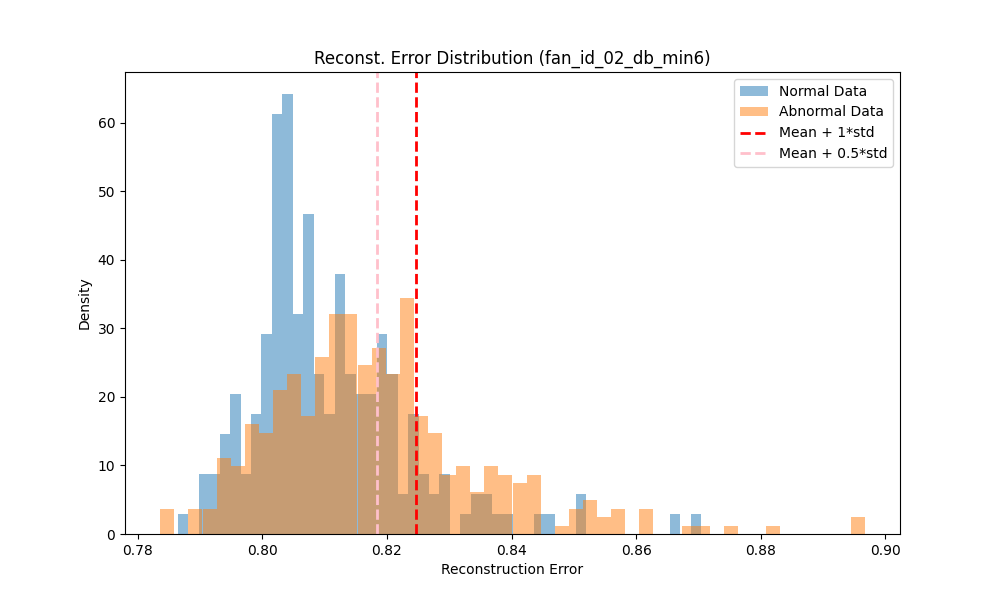 Reconst. Error Distribution (fan_id_02_db_min6)
Normal Data
Abnormal Data
Mean + 1*std
Mean + 0.5*std
Density
60
50
40
30
20
10
0
0.78
0.80
0.82
0.84
0.86
0.88
0.90
Reconstruction Error